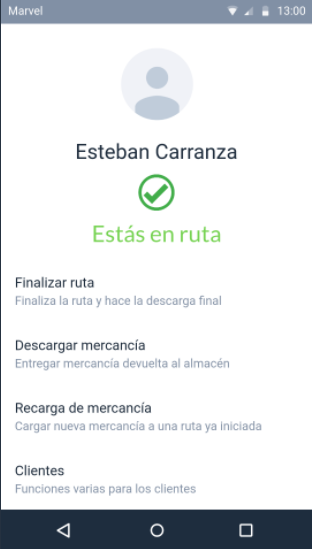 Marvel 13:00
Esteban Carranza
Estás en ruta
Finalizar ruta
Finaliza la ruta y hace la descarga final
Descargar mercancía
Entregar mercancía devuelta al almacén
Recarga de mercancía
Cargar nueva mercancía a una ruta ya iniciada
Clientes
Funciones varias para los clientes